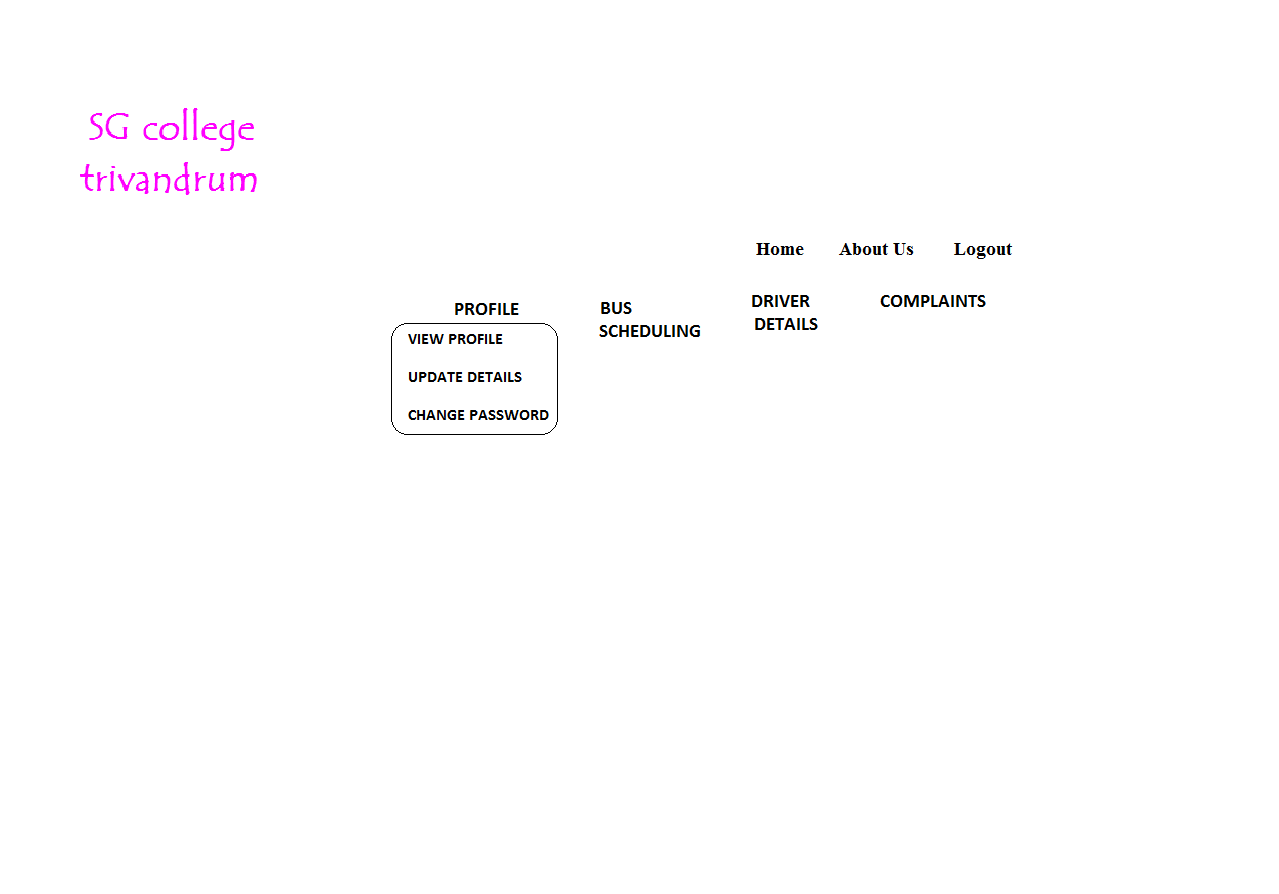 SG college
trivandrum
Home About Us Logout
PROFILE
BUS
SCHEDULING
DRIVER
DETAILS
COMPLAINTS
VIEW PROFILE
UPDATE DETAILS
CHANGE PASSWORD